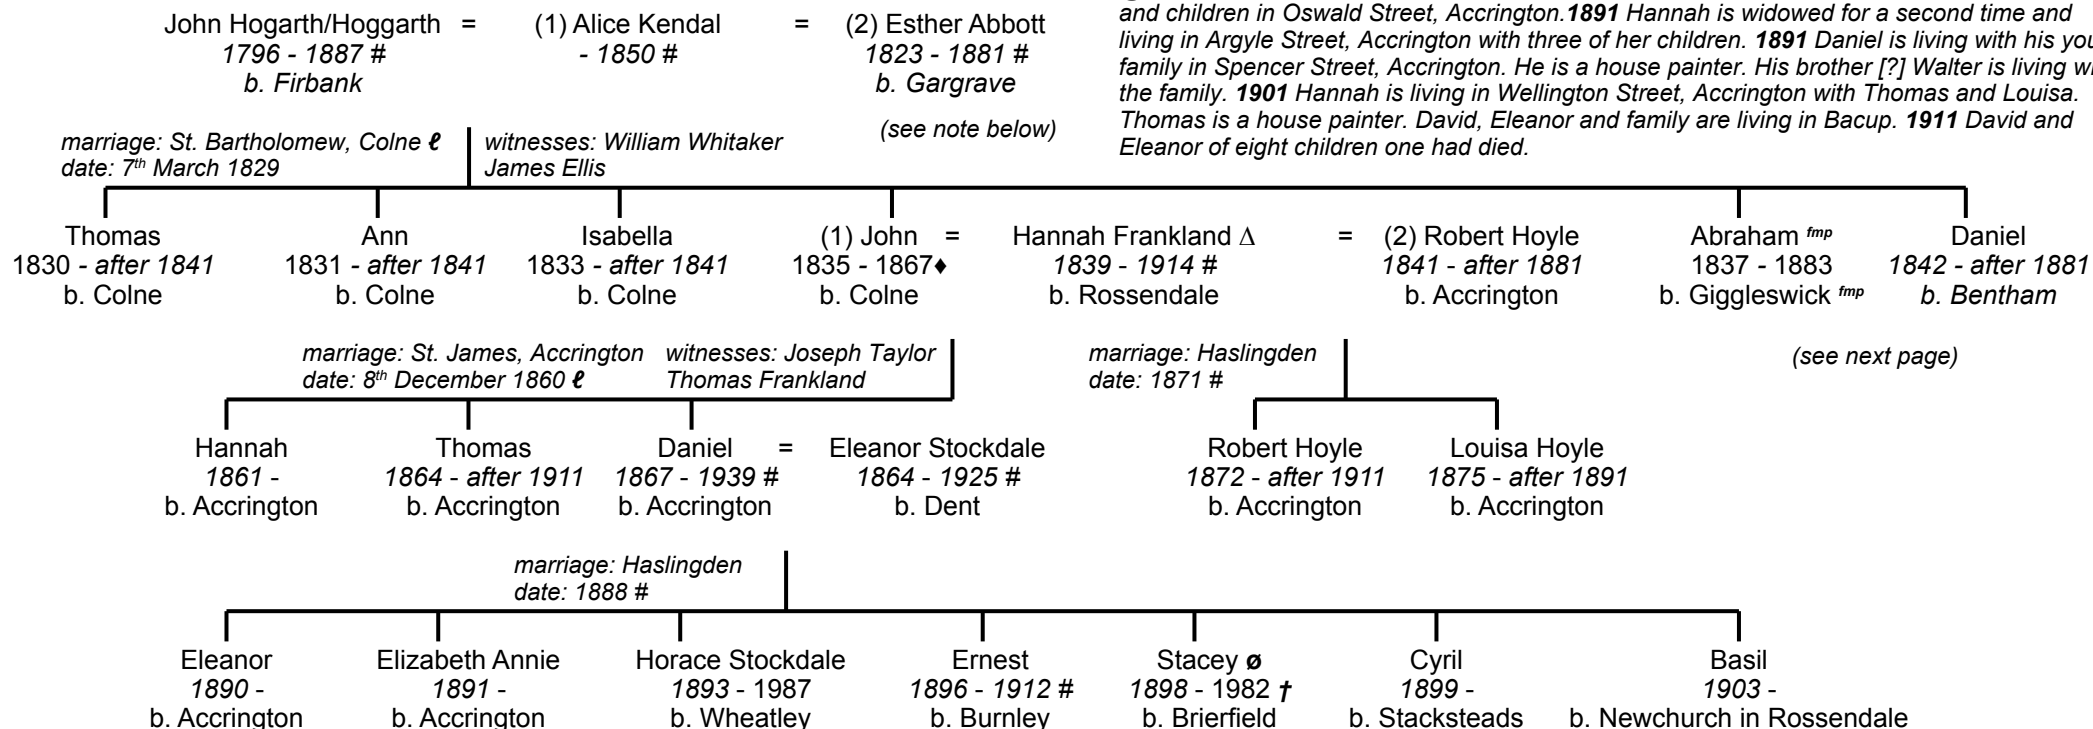 John Hogarth/Hoggarth = (1) Alice Kendal = (2) Esther Abbott
1796 - 1887 # - 1850 # 1823 - 1881 #
b. Firbank b. Gargrave
(see note below)
and children in Oswald Street, Accrington.1891 Hannah is widowed for a second time and
living in Argyle Street, Accrington with three of her children. 1891 Daniel is living with his
family in Spencer Street, Accrington. He is a house painter. His brother [?] Walter is living
the family. 1901 Hannah is living in Wellington Street, Accrington with Thomas and Louisa.
Thomas is a house painter. David, Eleanor and family are living in Bacup. 1911 David and
Eleanor of eight children one had died.
marriage: St. Bartholomew, Colne ℓ witnesses: William Whitaker
date: 7th March 1829 James Ellis
Thomas Ann Isabella (1) John = Hannah Frankland Δ = (2) Robert Hoyle Abraham fmp Daniel
1830 - after 1841 1831 - after 1841 1833 - after 1841 1835 - 1867♦ 1839 - 1914 # 1841 - after 1881 1837 - 1883 1842 - after 1881
b. Colne b. Colne b. Colne b. Colne b. Rossendale b. Accrington b. Giggleswick fmp b. Bentham
marriage: St. James, Accrington witnesses: Joseph Taylor marriage: Haslingden (see next page)
date: 8th December 1860 ℓ Thomas Frankland date: 1871 #
Hannah Thomas Daniel = Eleanor Stockdale Robert Hoyle Louisa Hoyle
1861 - 1864 - after 1911 1867 - 1939 # 1864 - 1925 # 1872 - after 1911 1875 - after 1891
b. Accrington b. Accrington b. Accrington b. Dent b. Accrington b. Accrington
marriage: Haslingden
date: 1888 #
Eleanor Elizabeth Annie Horace Stockdale Ernest Stacey ø Cyril Basil
1890 - 1891 - 1893 - 1987 1896 - 1912 # 1898 - 1982 † 1899 - 1903 -
b. Accrington b. Accrington b. Wheatley b. Burnley b. Brierfield b. Stacksteads b. Newchurch in Rossendale